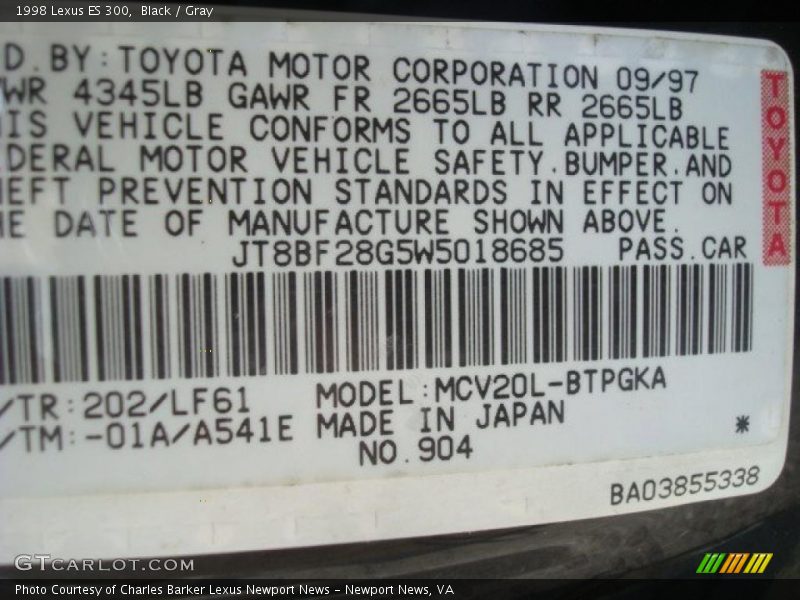 1998 Lexus ES 300, Black / Gray
D.BY:TOYOTA MOTOR CORPORATION 09/97
WR 4345LB GAWR FR 2665LB RR 2665LB
IS VEHICLE CONFORMS TO ALL APPLICABLE
DERAL MOTOR VEHICLE SAFETY.BUMPER.AND
EFT PREVENTION STANDARDS IN EFFECT ON
E DATE OF MANUFACTURE SHOWN ABOVE.
JT8BF28G5W5018685 PASS.CAR
TOYOTA
/TR:202/LF61 MODEL:MCV20L-BTPGKA
/TM:-01A/A541E MADE IN JAPAN
NO.904 *
BA03855338
GTCARLOT.COM
Photo Courtesy of Charles Barker Lexus Newport News - Newport News, VA